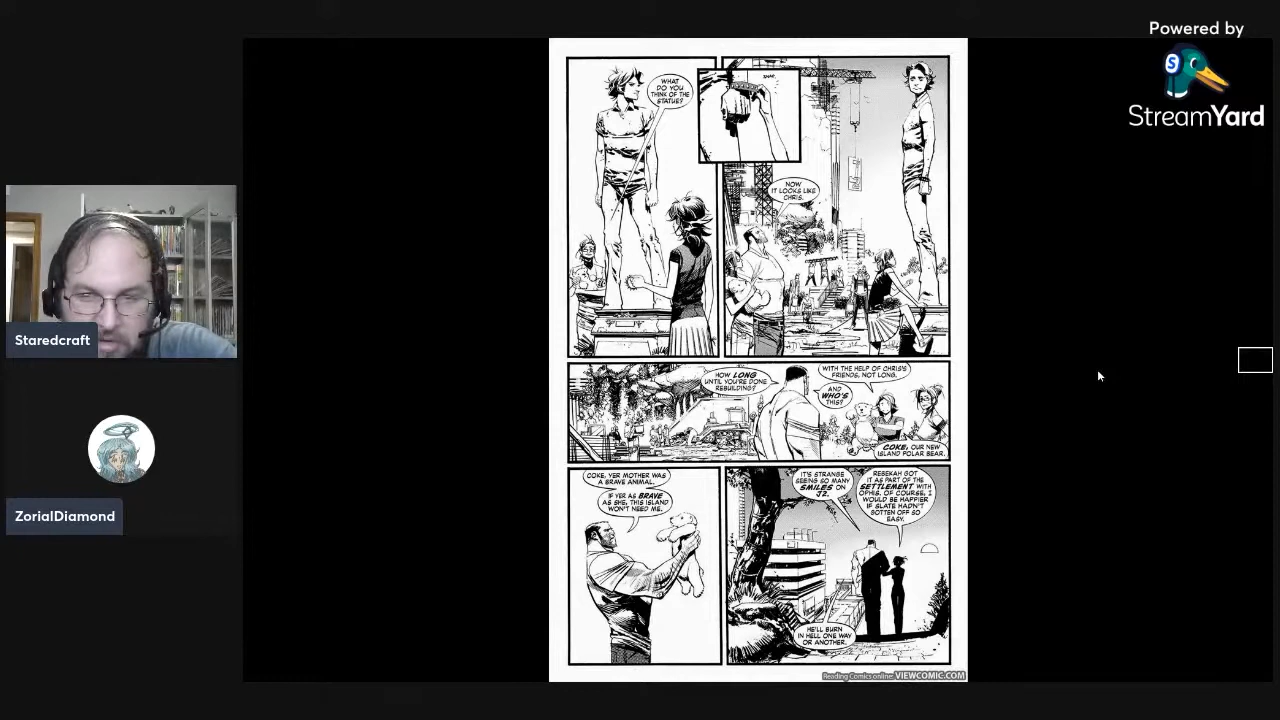 Powered by
StreamYard
Staredcraft
ZorialDiamond
WHAT
DO YOU
THINK OF THE
STATUE?
NOW
IT LOOKS LIKE
CHRIS.
HOW LONG
UNTIL YOU'RE DONE
REBUILDING?
WITH THE HELP OF CHRIS'S
FRIENDS, NOT LONG.
AND
WHO'S
THIS?
COKE, OUR NEW
ISLAND POLAR BEAR.
COKE, YER MOTHER WAS
A BRAVE ANIMAL.
IF YER AS BRAVE
AS SHE, THIS ISLAND
WON'T NEED ME.
IT'S STRANGE
SEEING SO MANY
SMILES ON
J2.
REBEKAH GOT
IT AS PART OF THE
SETTLEMENT WITH
OPHIS. OF COURSE, I
WOULD BE HAPPIER
IF SLATE HADN'T
GOTTEN OFF SO
EASY.
HE'LL BURN
IN HELL ONE WAY
OR ANOTHER.
Reading Comics online: VIEWCOMIC.COM